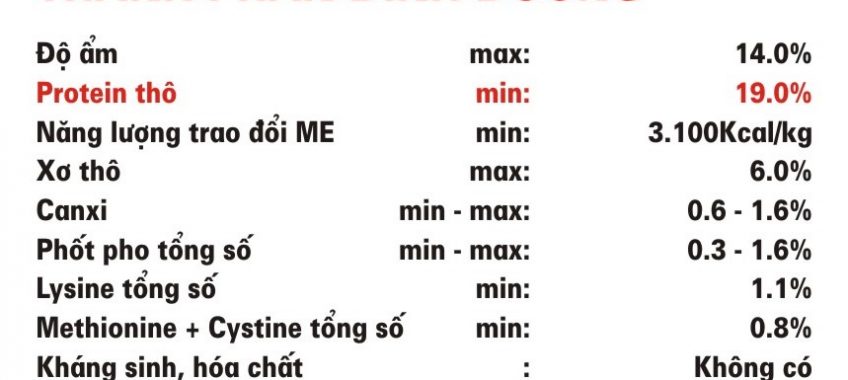 Độ ẩm max: 14.0%
Protein thô min: 19.0%
Năng lượng trao đổi ME min: 3.100Kcal/kg
Xơ thô max: 6.0%
Canxi min - max: 0.6 - 1.6%
Phốt pho tổng số min - max: 0.3 - 1.6%
Lysine tổng số min: 1.1%
Methionine + Cystine tổng số min: 0.8%
Kháng sinh, hóa chất : Không có